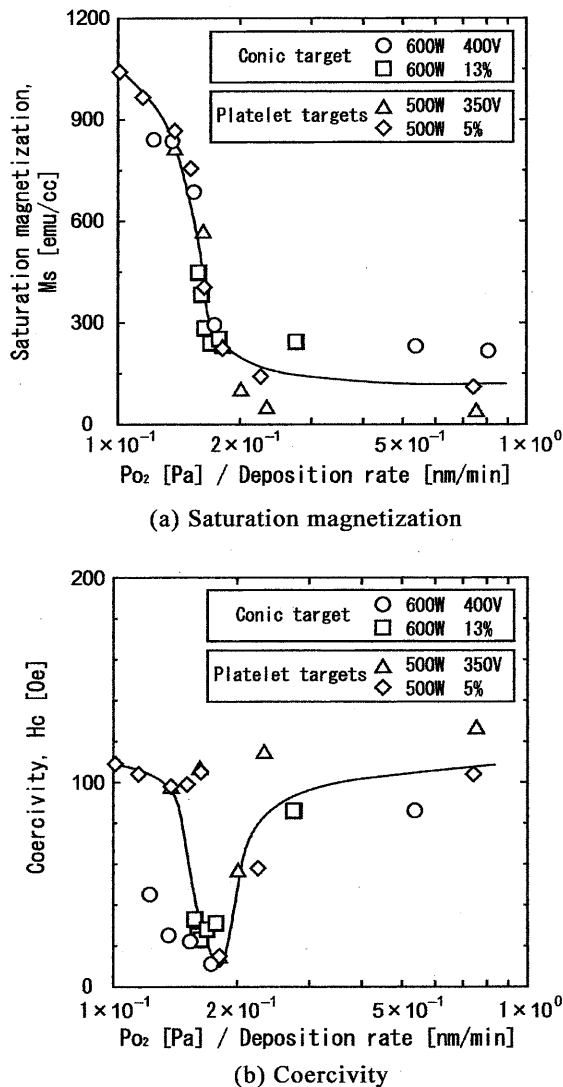 1200
900
600
300
0
Saturation magnetization,
Ms [emu/cc]
Conic target ○ 600W 400V
□ 600W 13%
Platelet targets △ 500W 350V
◇ 500W 5%
1×10⁻¹ 2×10⁻¹ 5×10⁻¹ 1×10⁰
Po₂ [Pa] / Deposition rate [nm/min]
(a) Saturation magnetization
200
100
0
Coercivity, Hc [Oe]
Conic target ○ 600W 400V
□ 600W 13%
Platelet targets △ 500W 350V
◇ 500W 5%
1×10⁻¹ 2×10⁻¹ 5×10⁻¹ 1×10⁰
Po₂ [Pa] / Deposition rate [nm/min]
(b) Coercivity